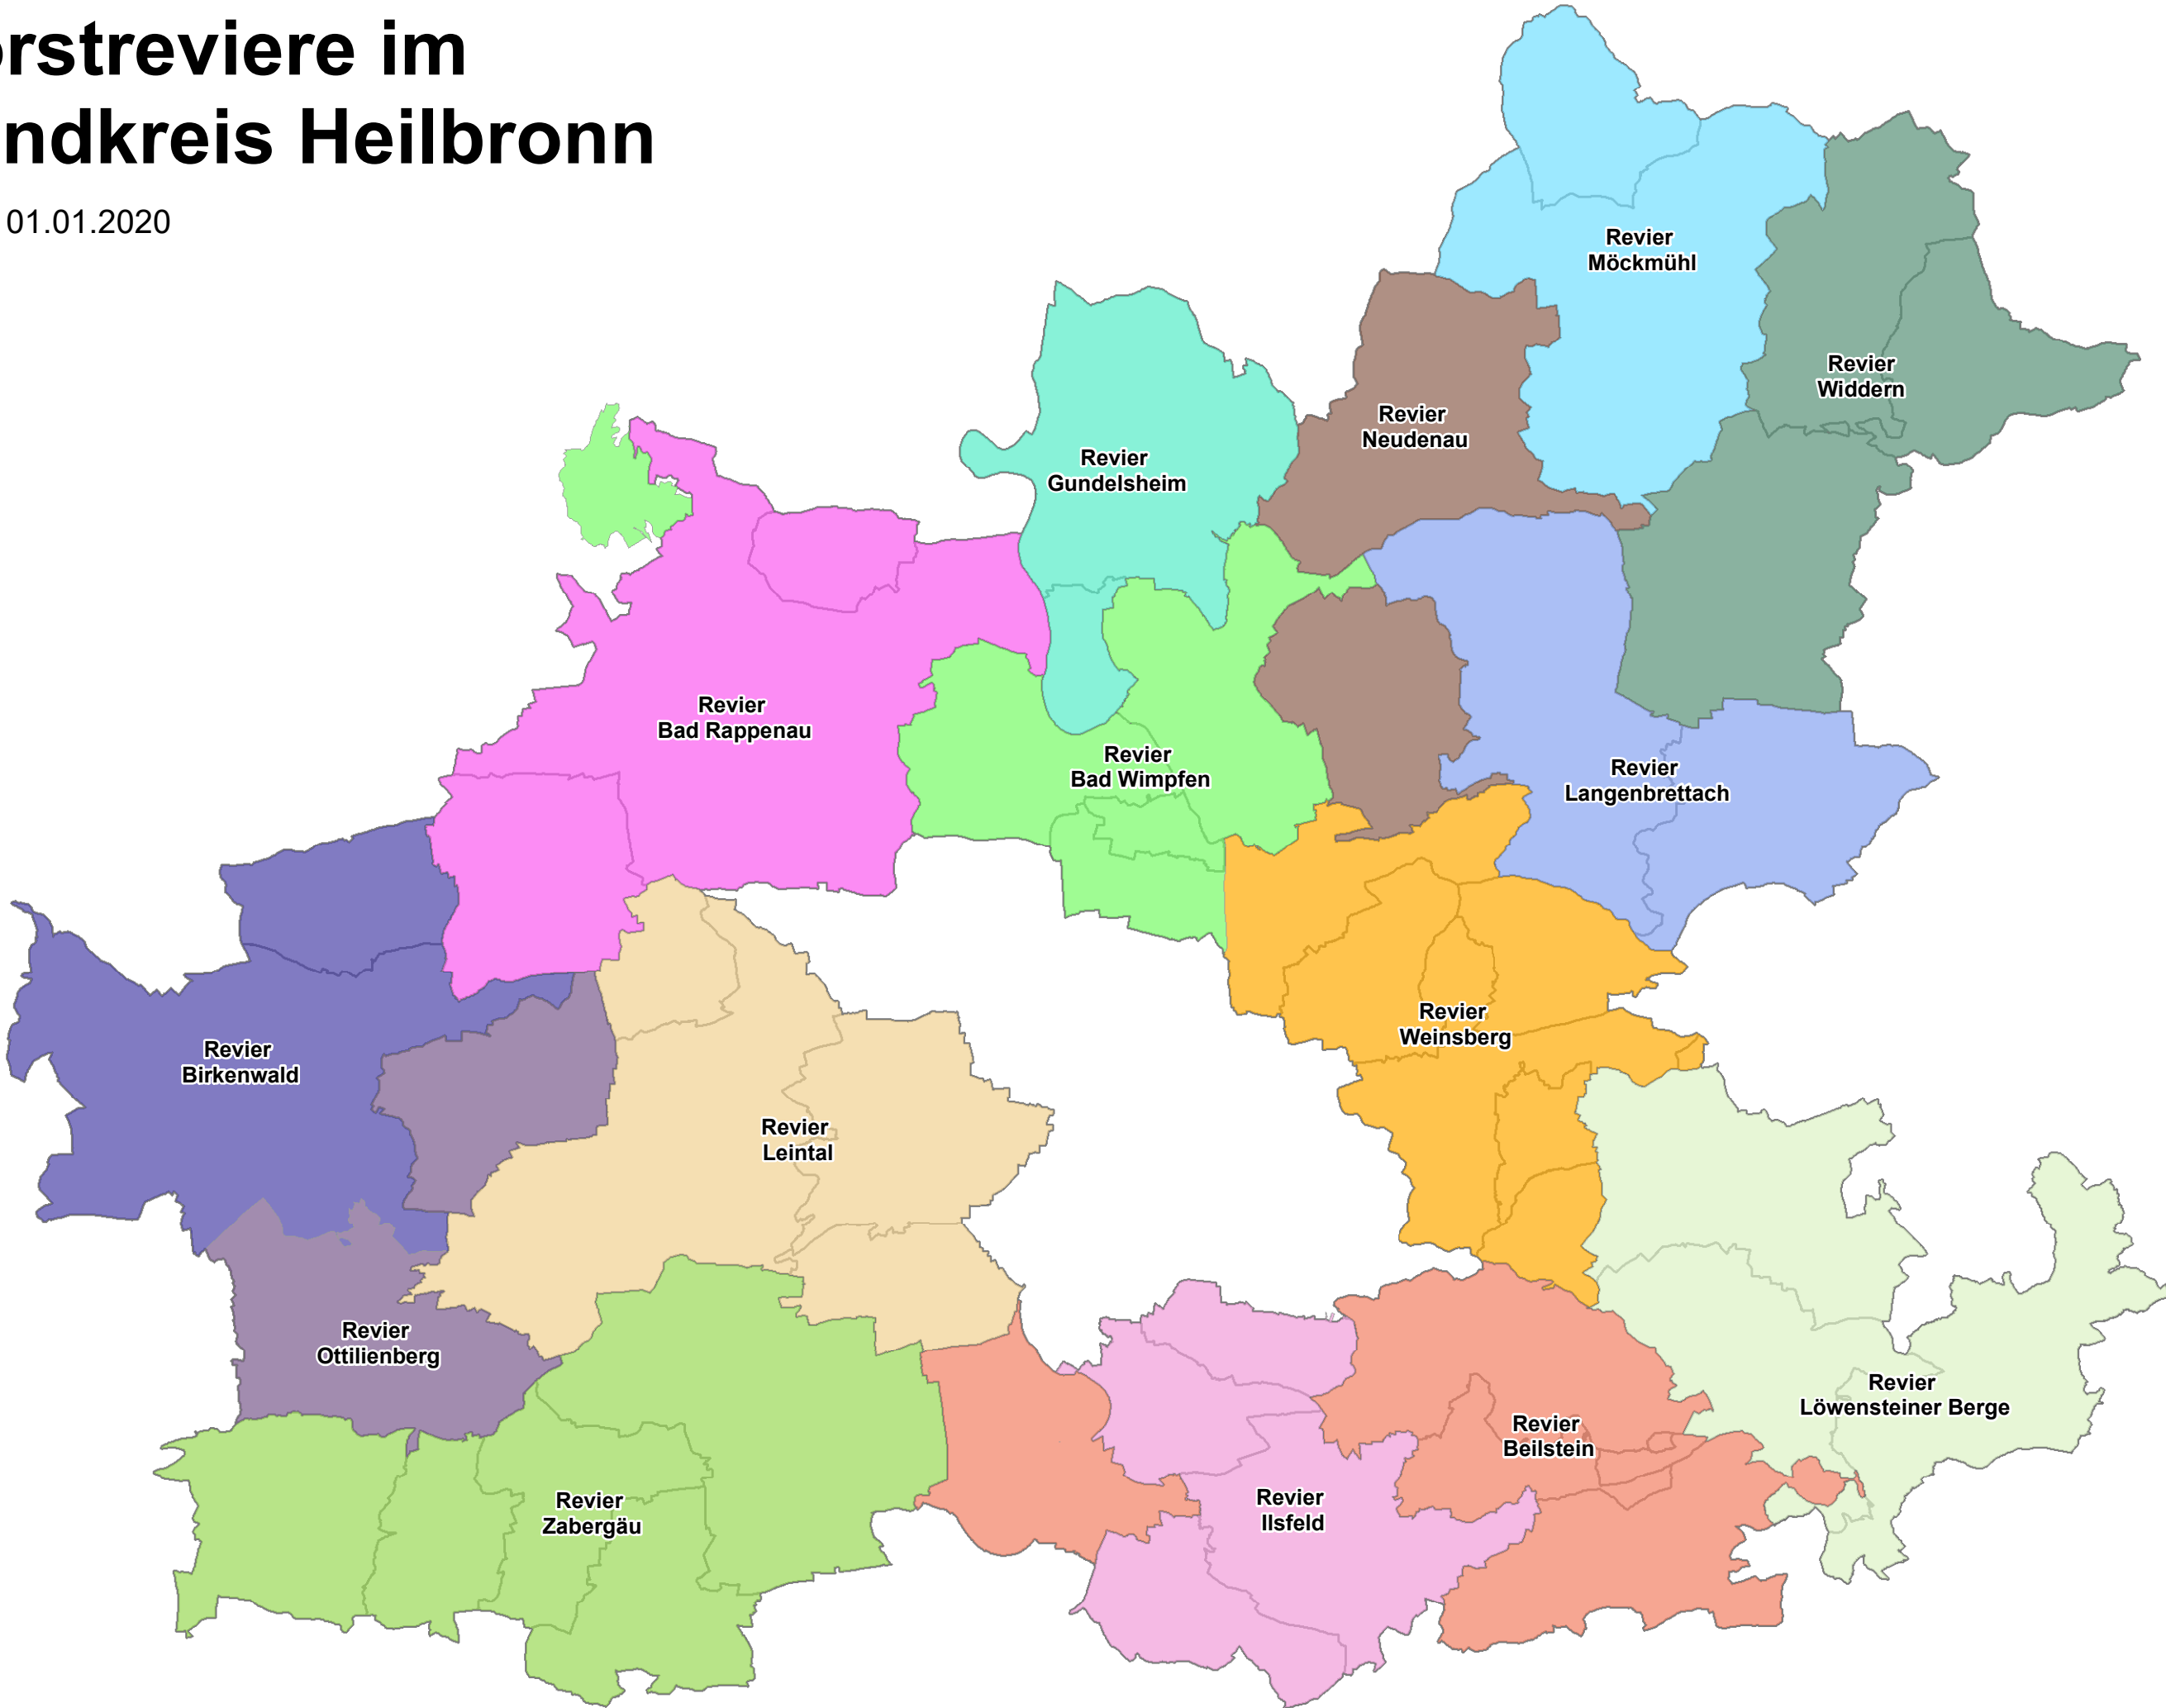 rstreviere im
ndkreis Heilbronn
01.01.2020
Revier
Möckmühl
Revier
Widdern
Revier
Neudenau
Revier
Gundelsheim
Revier
Bad Rappenau
Revier
Bad Wimpfen
Revier
Langenbrettach
Revier
Weinsberg
Revier
Birkenwald
Revier
Leintal
Revier
Ottilienberg
Revier
Löwensteiner Berge
Revier
Beilstein
Revier
Zabergäu
Revier
Ilsfeld